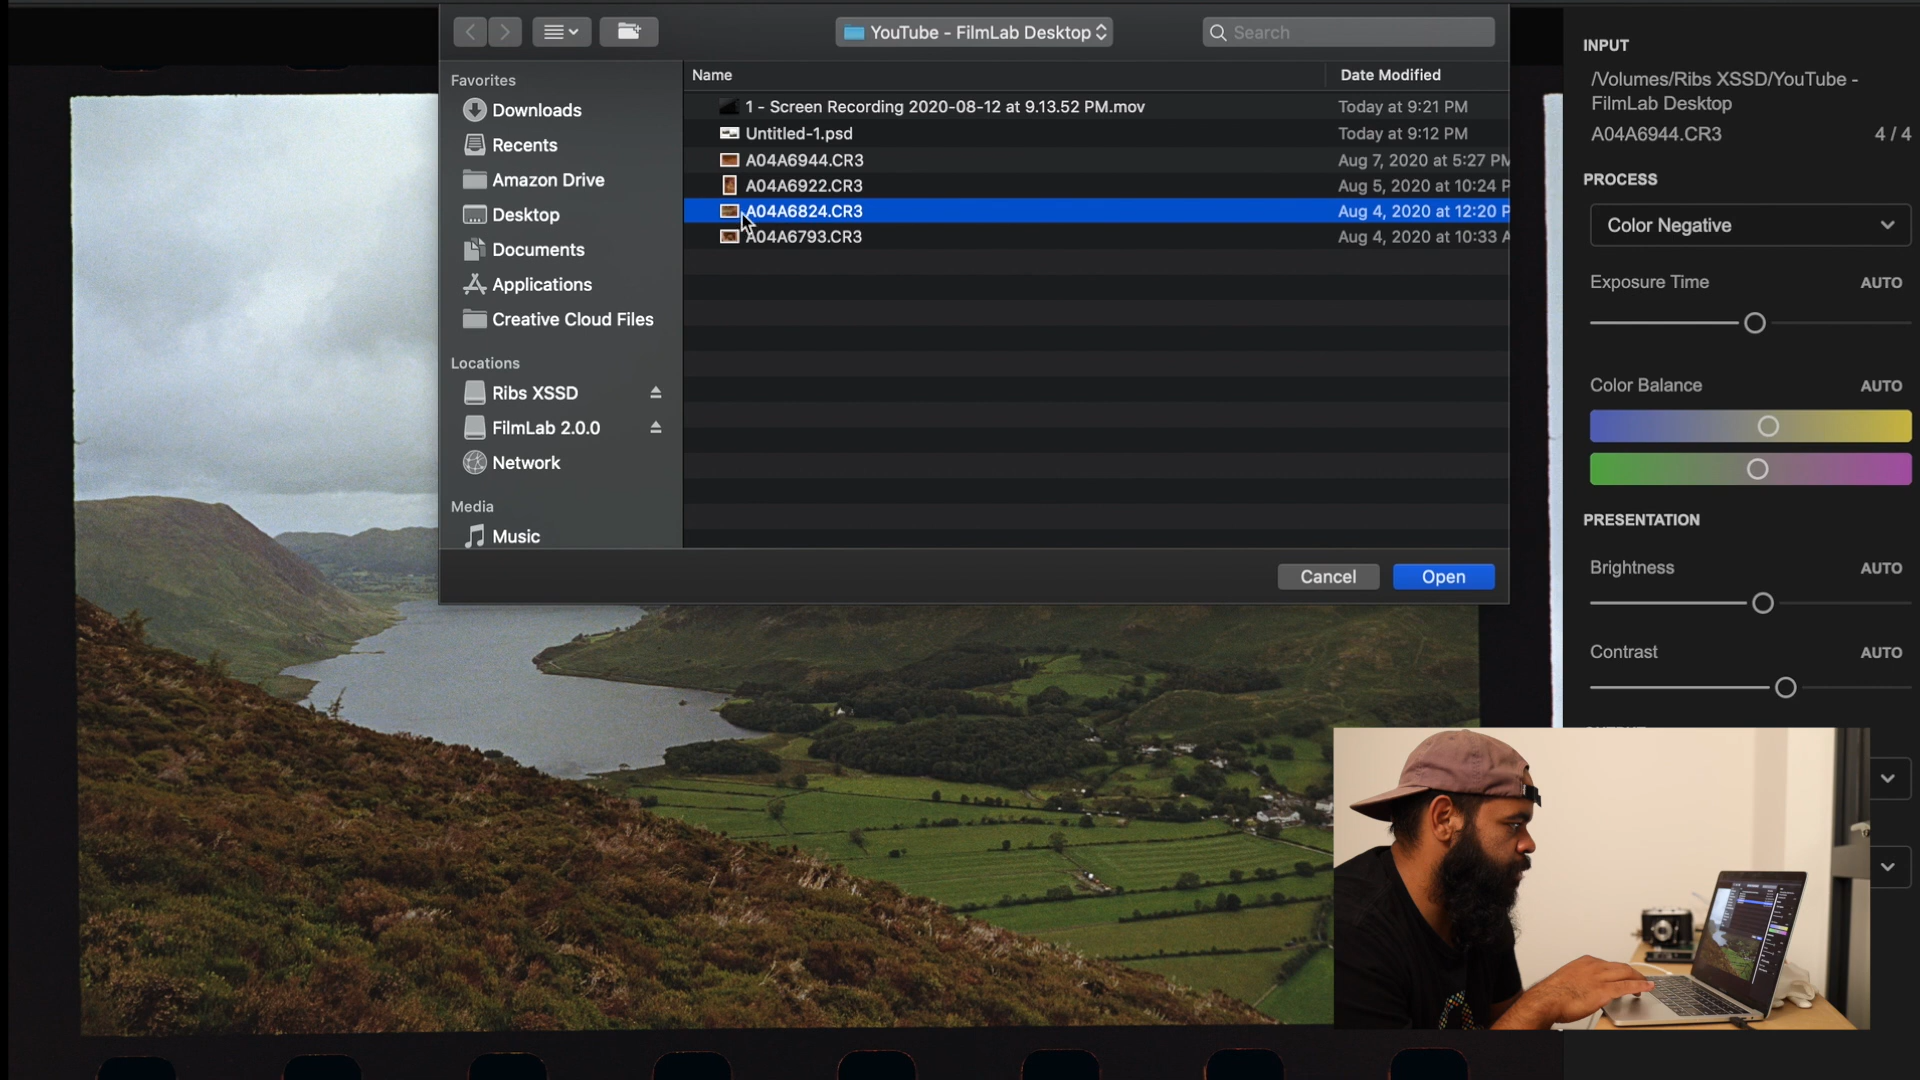 YouTube - FilmLab Desktop
Search
Favorites
Downloads
Recents
Amazon Drive
Desktop
Documents
Applications
Creative Cloud Files
Locations
Ribs XSSD
FilmLab 2.0.0
Network
Media
Music
Name
Date Modified
1 - Screen Recording 2020-08-12 at 9.13.52 PM.mov
Today at 9:21 PM
Untitled-1.psd
Today at 9:12 PM
A04A6944.CR3
Aug 7, 2020 at 5:27 PM
A04A6922.CR3
Aug 5, 2020 at 10:24 P
A04A6824.CR3
Aug 4, 2020 at 12:20 P
A04A6793.CR3
Aug 4, 2020 at 10:33 A
Cancel
Open
INPUT
/Volumes/Ribs XSSD/YouTube -
FilmLab Desktop
A04A6944.CR3
4 / 4
PROCESS
Color Negative
Exposure Time
AUTO
Color Balance
AUTO
PRESENTATION
Brightness
AUTO
Contrast
AUTO